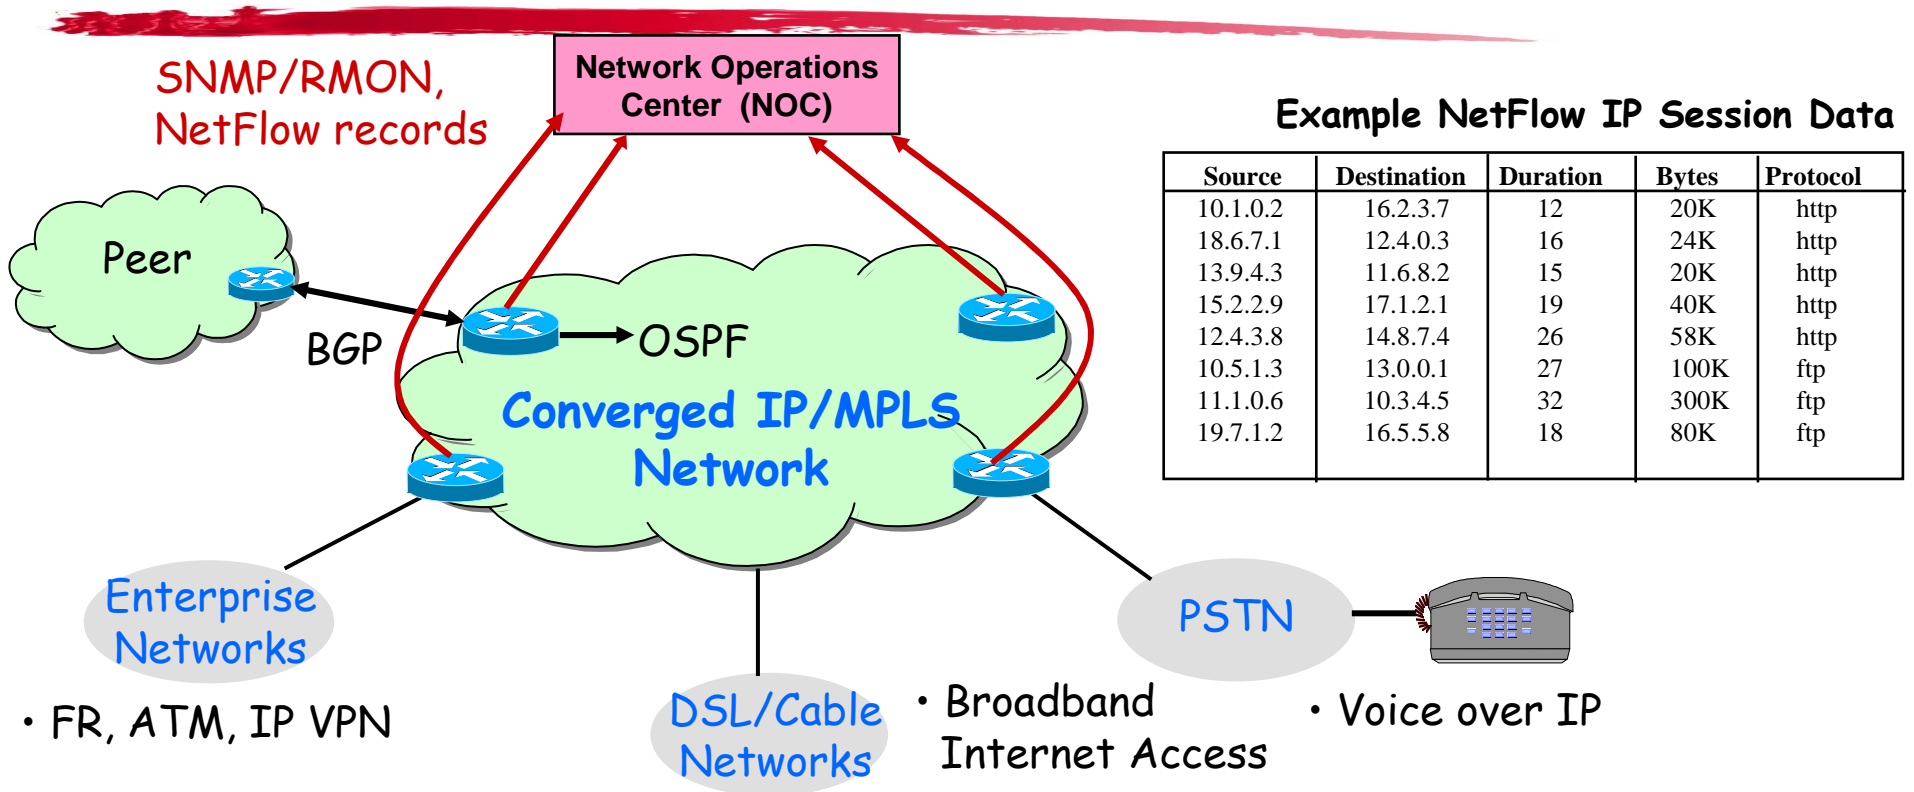 SNMP/RMON,
NetFlow records
Network Operations
Center (NOC)
Example NetFlow IP Session Data
Source Destination Duration Bytes Protocol
10.1.0.2 16.2.3.7 12 20K http
18.6.7.1 12.4.0.3 16 24K http
13.9.4.3 11.6.8.2 15 20K http
15.2.2.9 17.1.2.1 19 40K http
12.4.3.8 14.8.7.4 26 58K http
10.5.1.3 13.0.0.1 27 100K ftp
11.1.0.6 10.3.4.5 32 300K ftp
19.7.1.2 16.5.5.8 18 80K ftp
Peer
BGP
OSPF
Converged IP/MPLS
Network
Enterprise
Networks
• FR, ATM, IP VPN
DSL/Cable
Networks
• Broadband
Internet Access
PSTN
• Voice over IP